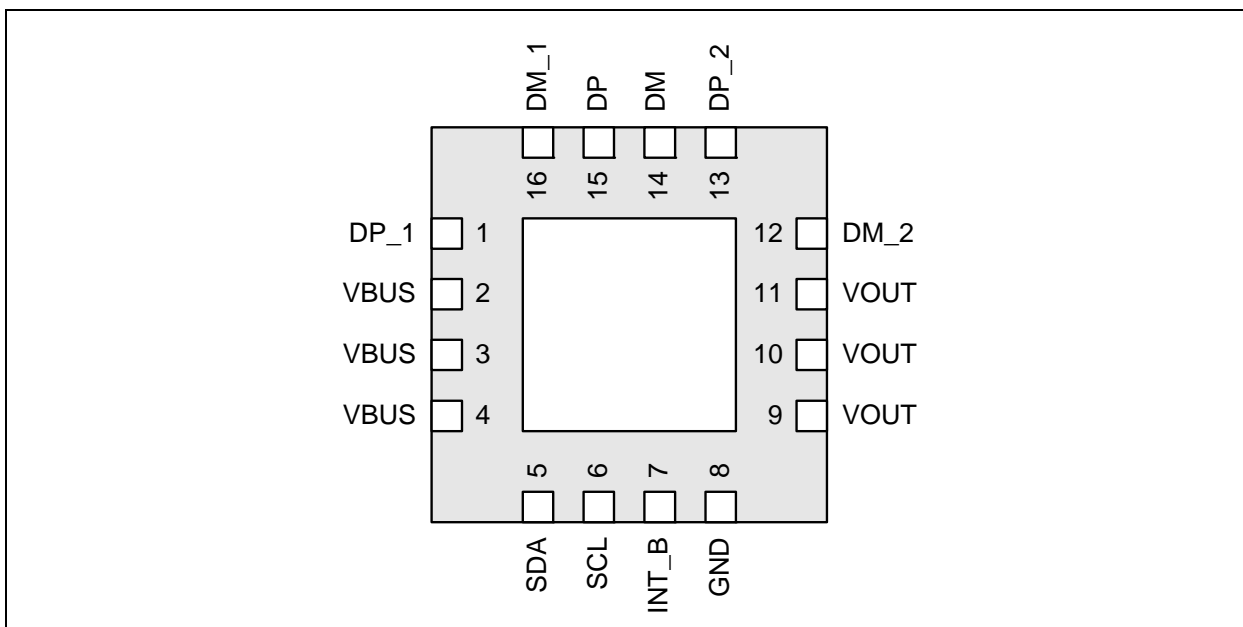 DM_1 DP DM DP_2
16 15 14 13
DP_1 1 12 DM_2
VBUS 2 11 VOUT
VBUS 3 10 VOUT
VBUS 4 9 VOUT
5 6 7 8
SDA SCL INT_B GND